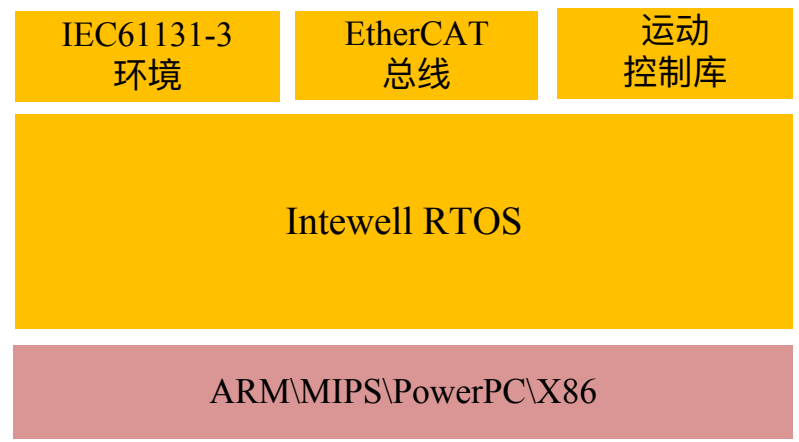 IEC61131-3
环境
EtherCAT
总线
运动
控制库
Intewell RTOS
ARM\MIPS\PowerPC\X86